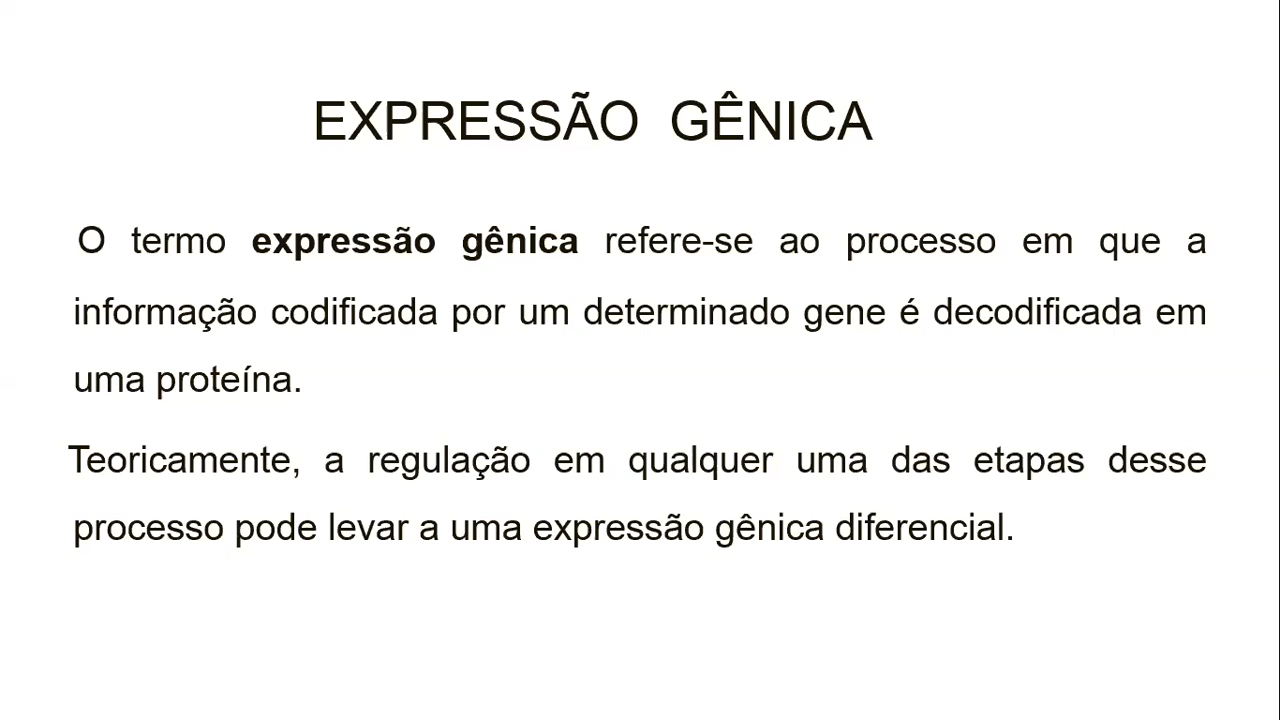 EXPRESSÃO GÊNICA
O termo expressão gênica refere-se ao processo em que a
informação codificada por um determinado gene é decodificada em
uma proteína.
Teoricamente, a regulação em qualquer uma das etapas desse
processo pode levar a uma expressão gênica diferencial.